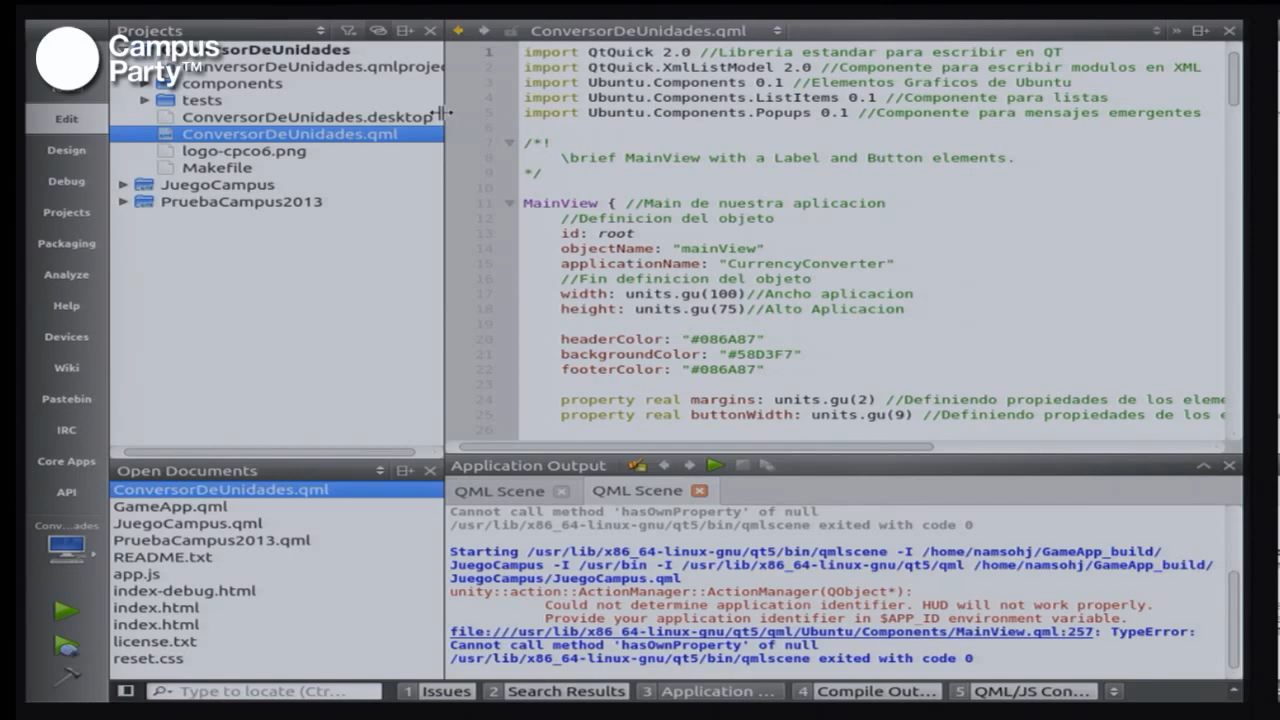 Campus
Party™
Projects
ConversorDeUnidades.qml
rsorDeUnidades
ConversorDeUnidades.qmlprojec
components
tests
ConversorDeUnidades.desktop
ConversorDeUnidades.qml
logo-cpco6.png
Makefile
JuegoCampus
PruebaCampus2013
Edit
Design
Debug
Projects
Packaging
Analyze
Help
Devices
Wiki
Pastebin
IRC
Core Apps
API
Conv...ades
1 import QtQuick 2.0 //Libreria estandar para escribir en QT
2 import QtQuick.XmlListModel 2.0 //Componente para escribir modulos en XML
3 import Ubuntu.Components 0.1 //Elementos Graficos de Ubuntu
4 import Ubuntu.Components.ListItems 0.1 //Componente para listas
5 import Ubuntu.Components.Popups 0.1 //Componente para mensajes emergentes
6
7 /*!
8 \brief MainView with a Label and Button elements.
9 */
10
11 MainView { //Main de nuestra aplicacion
12 //Definicion del objeto
13 id: root
14 objectName: "mainView"
15 applicationName: "CurrencyConverter"
16 //Fin definicion del objeto
17 width: units.gu(100)//Ancho aplicacion
18 height: units.gu(75)//Alto Aplicacion
19
20 headerColor: "#086A87"
21 backgroundColor: "#58D3F7"
22 footerColor: "#086A87"
23
24 property real margins: units.gu(2) //Definiendo propiedades de los eleme
25 property real buttonWidth: units.gu(9) //Definiendo propiedades de los e
26
Open Documents
ConversorDeUnidades.qml
GameApp.qml
JuegoCampus.qml
PruebaCampus2013.qml
README.txt
app.js
index-debug.html
index.html
index.html
license.txt
reset.css
Application Output
QML Scene
QML Scene
Cannot call method 'hasOwnProperty' of null
/usr/lib/x86_64-linux-gnu/qt5/bin/qmlscene exited with code 0
Starting /usr/lib/x86_64-linux-gnu/qt5/bin/qmlscene -I /home/namsohj/GameApp_build/
JuegoCampus -I /usr/bin -I /usr/lib/x86_64-linux-gnu/qt5/qml /home/namsohj/GameApp_build/
JuegoCampus/JuegoCampus.qml
unity::action::ActionManager::ActionManager(QObject*):
Could not determine application identifier. HUD will not work properly.
Provide your application identifier in $APP_ID environment variable.
file:///usr/lib/x86_64-linux-gnu/qt5/qml/Ubuntu/Components/MainView.qml:257: TypeError:
Cannot call method 'hasOwnProperty' of null
/usr/lib/x86_64-linux-gnu/qt5/bin/qmlscene exited with code 0
Type to locate (Ctr...
1 Issues
2 Search Results
3 Application ...
4 Compile Out...
5 QML/JS Con...